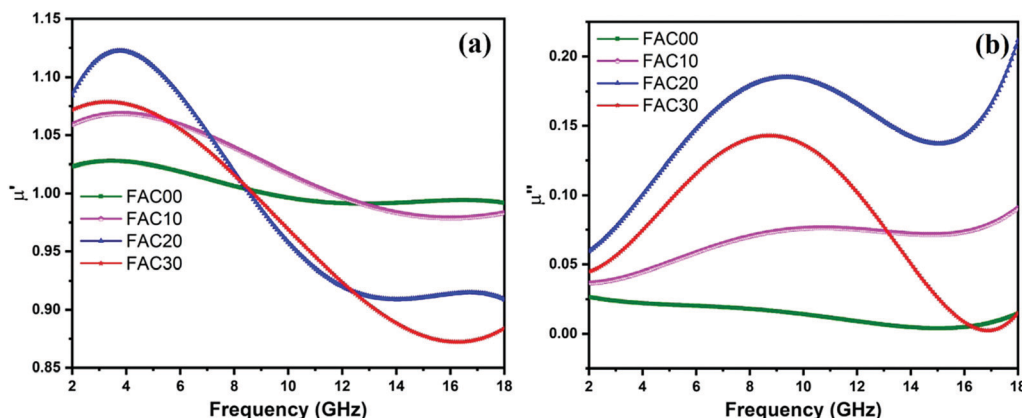 (a)
1.15
1.10
1.05
1.00
0.95
0.90
0.85
μ'
FAC00
FAC10
FAC20
FAC30
2 4 6 8 10 12 14 16 18
Frequency (GHz)
(b)
0.20
0.15
0.10
0.05
0.00
μ''
FAC00
FAC10
FAC20
FAC30
2 4 6 8 10 12 14 16 18
Frequency (GHz)